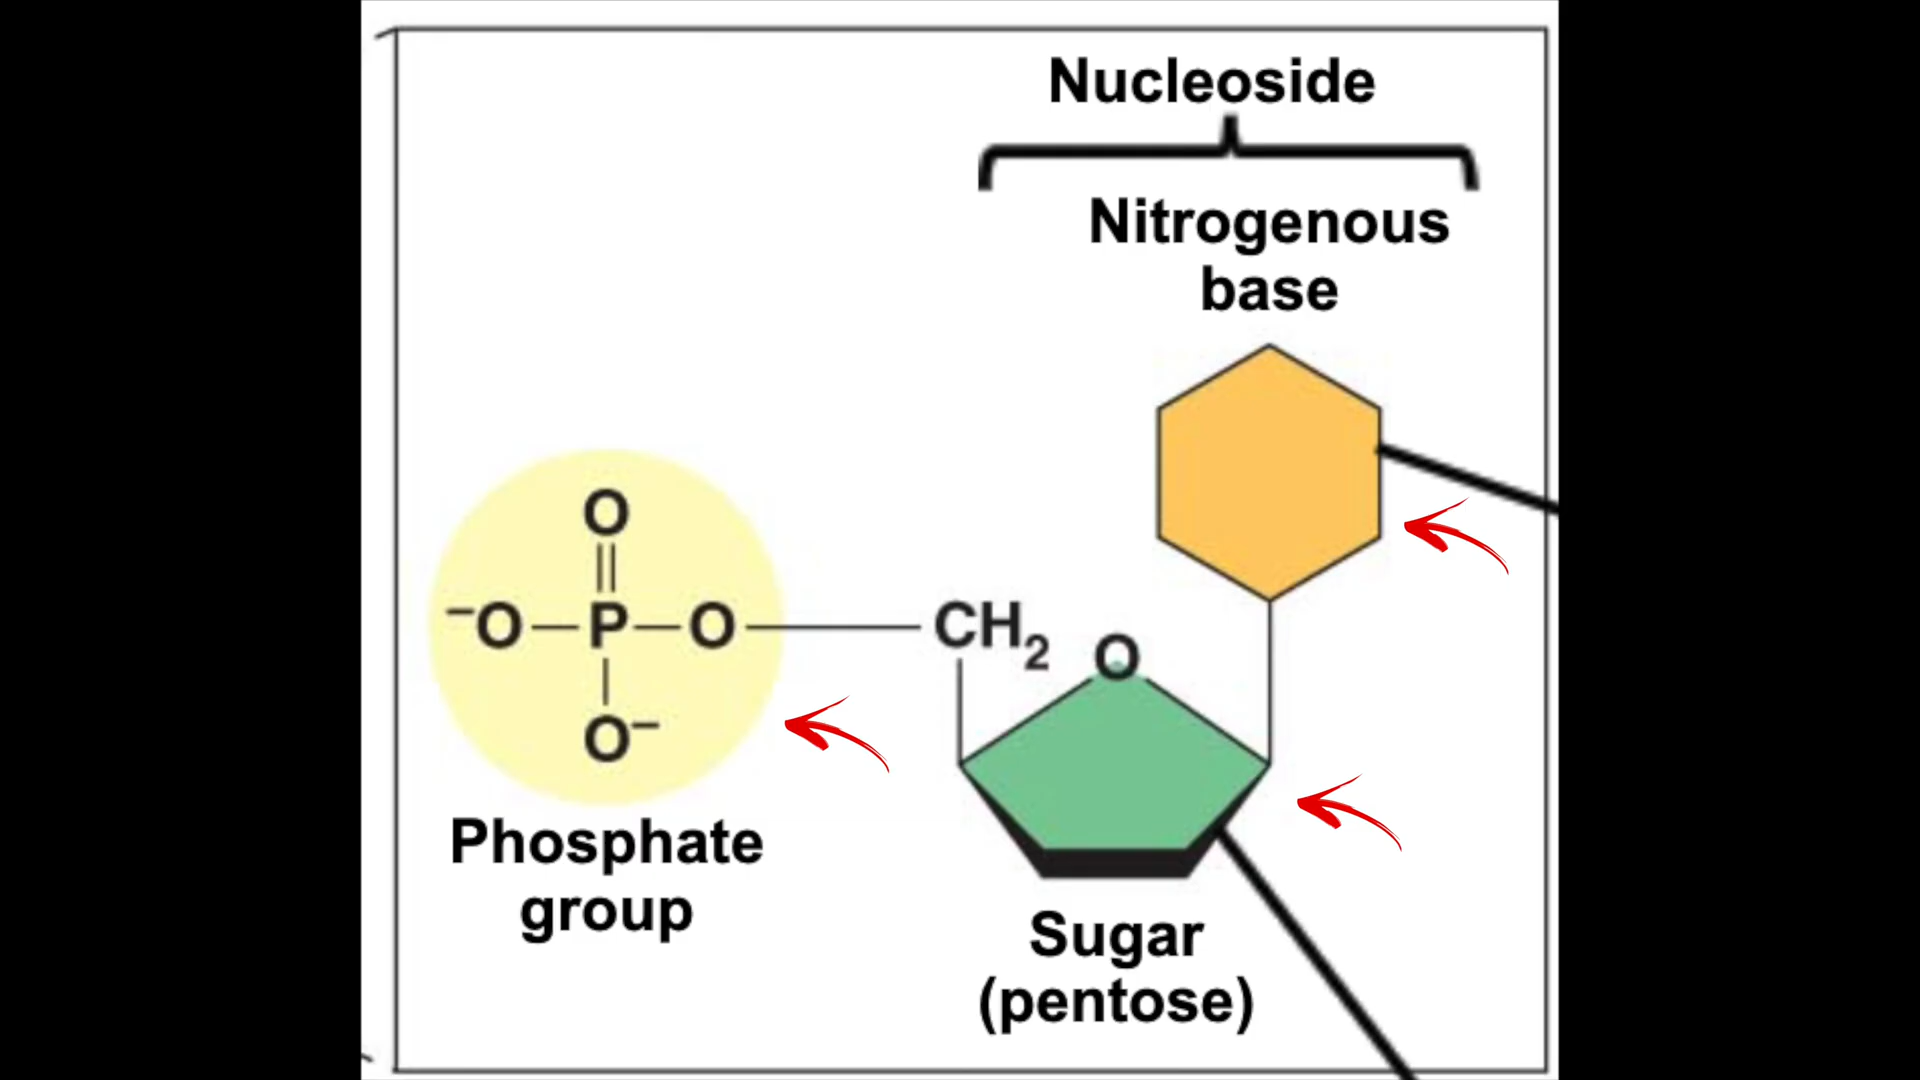 Nucleoside
Nitrogenous
base
O
⁻O—P—O
CH₂
O
O⁻
Phosphate
group
Sugar
(pentose)